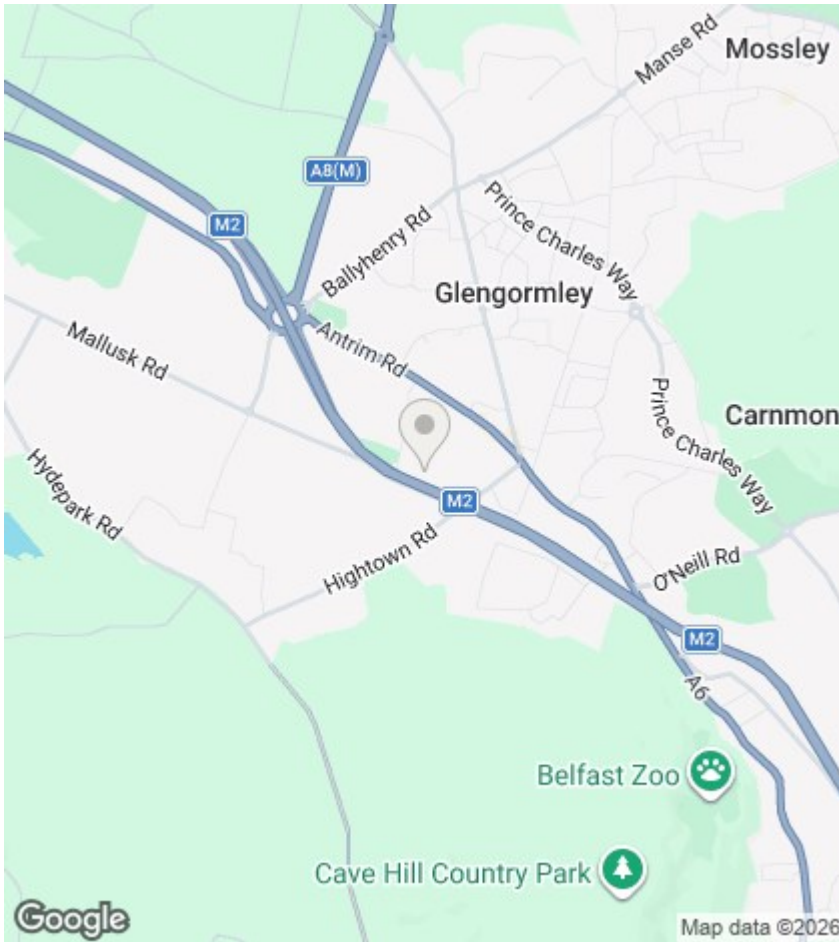 Mossley
Manse Rd
A8(M)
Prince Charles Way
M2
Ballyhenry Rd
Glengormley
Antrim Rd
Mallusk Rd
Prince Charles Way
Carnmon
Hydepark Rd
M2
Hightown Rd
O'Neill Rd
M2
A6
Belfast Zoo
Cave Hill Country Park
Google
Map data ©2026